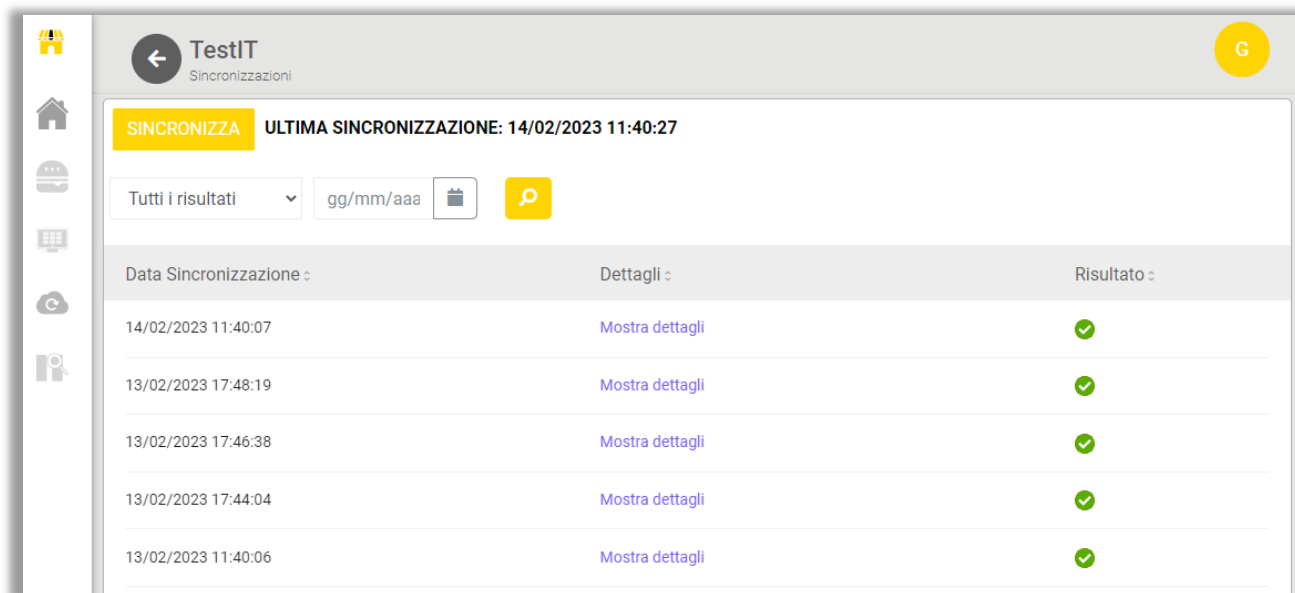 TestIT
G
Sincronizzazioni
SINCRONIZZA ULTIMA SINCRONIZZAZIONE: 14/02/2023 11:40:27
Tutti i risultati gg/mm/aaa
Data Sincronizzazione Dettagli Risultato
14/02/2023 11:40:07 Mostra dettagli
13/02/2023 17:48:19 Mostra dettagli
13/02/2023 17:46:38 Mostra dettagli
13/02/2023 17:44:04 Mostra dettagli
13/02/2023 11:40:06 Mostra dettagli